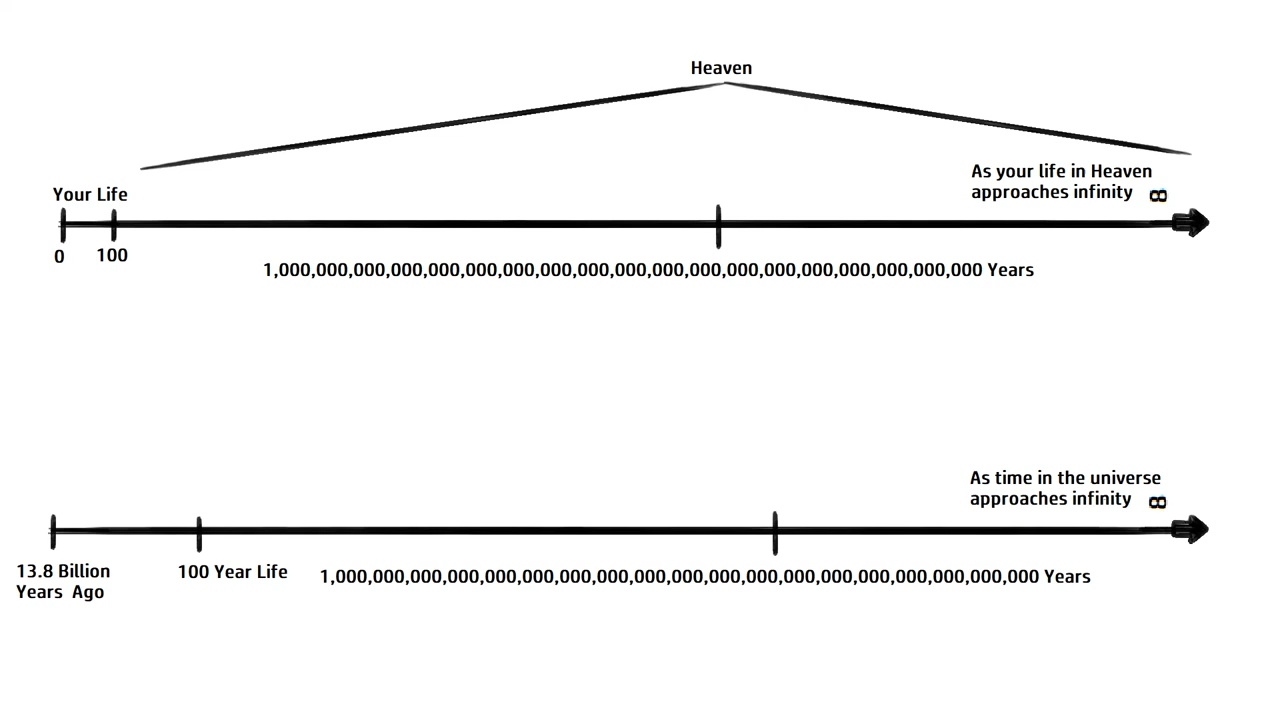 Heaven
As your life in Heaven
approaches infinity ∞
Your Life
0
100
1,000,000,000,000,000,000,000,000,000,000,000,000,000,000,000,000,000,000,000,000 Years
As time in the universe
approaches infinity ∞
13.8 Billion
Years Ago
100 Year Life
1,000,000,000,000,000,000,000,000,000,000,000,000,000,000,000,000,000,000,000,000 Years